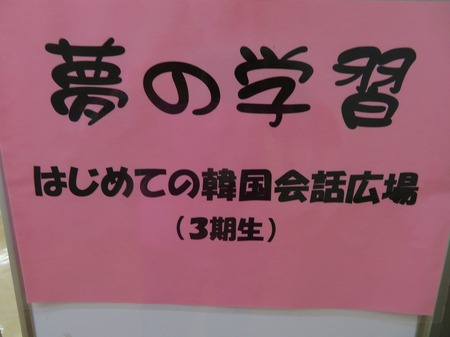 夢の学習
はじめての韓国会話広場
（3期生）